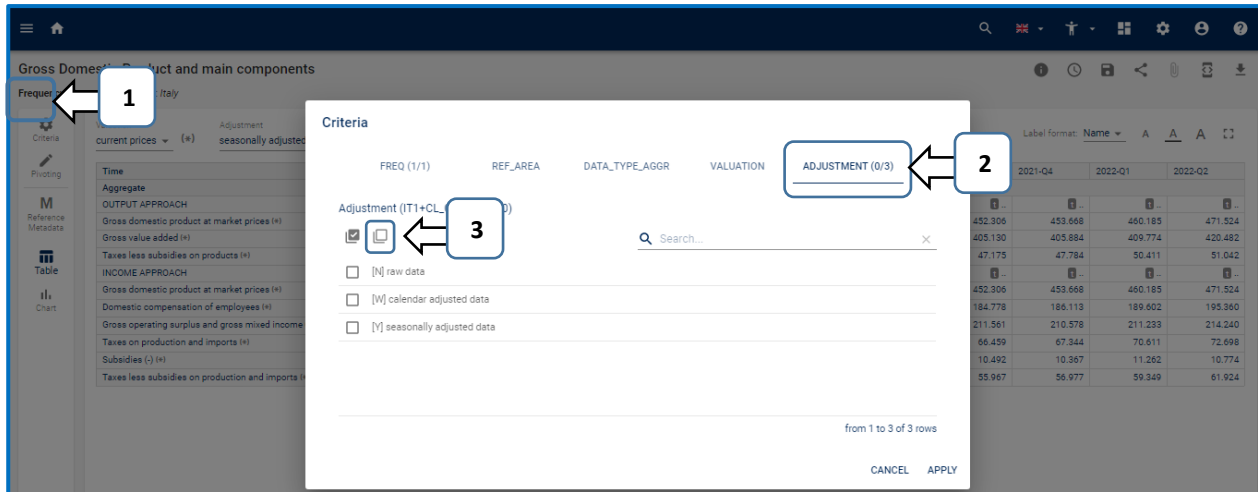 Gross Domestic Product and main components
Italy
1
Criteria
Pivoting
M
Reference
Metadata
Table
Chart
current prices (*)
Adjustment
seasonally adjusted
Label format: Name A A A
Criteria
FREQ (1/1) REF_AREA DATA_TYPE_AGGR VALUATION ADJUSTMENT (0/3)
2
Adjustment (IT1+CL_
3
Search...
[N] raw data
[W] calendar adjusted data
[Y] seasonally adjusted data
from 1 to 3 of 3 rows
CANCEL APPLY
Time 2021-Q4 2022-Q1 2022-Q2
Aggregate
OUTPUT APPROACH
Gross domestic product at market prices (*) 452.306 453.668 460.185 471.524
Gross value added (*) 405.130 405.884 409.774 420.482
Taxes less subsidies on products (*) 47.175 47.784 50.411 51.042
INCOME APPROACH
Gross domestic product at market prices (*) 452.306 453.668 460.185 471.524
Domestic compensation of employees (*) 184.778 186.113 189.602 195.360
Gross operating surplus and gross mixed income 211.561 210.578 211.233 214.240
Taxes on production and imports (*) 66.459 67.344 70.611 72.698
Subsidies (-) (*) 10.492 10.367 11.262 10.774
Taxes less subsidies on production and imports 55.967 56.977 59.349 61.924